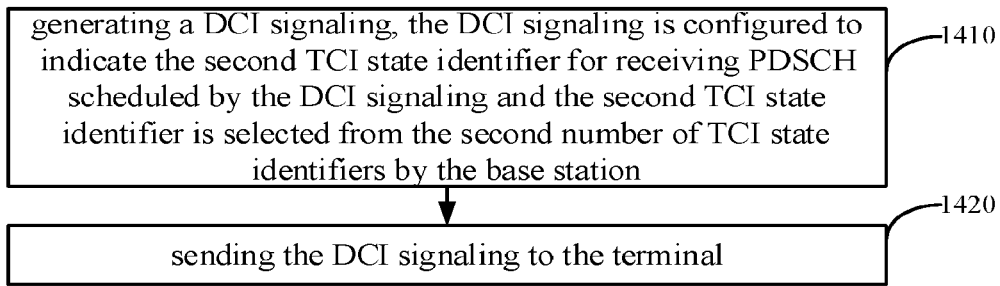 generating a DCI signaling, the DCI signaling is configured to
indicate the second TCI state identifier for receiving PDSCH
scheduled by the DCI signaling and the second TCI state
identifier is selected from the second number of TCI state
identifiers by the base station
1410
sending the DCI signaling to the terminal
1420